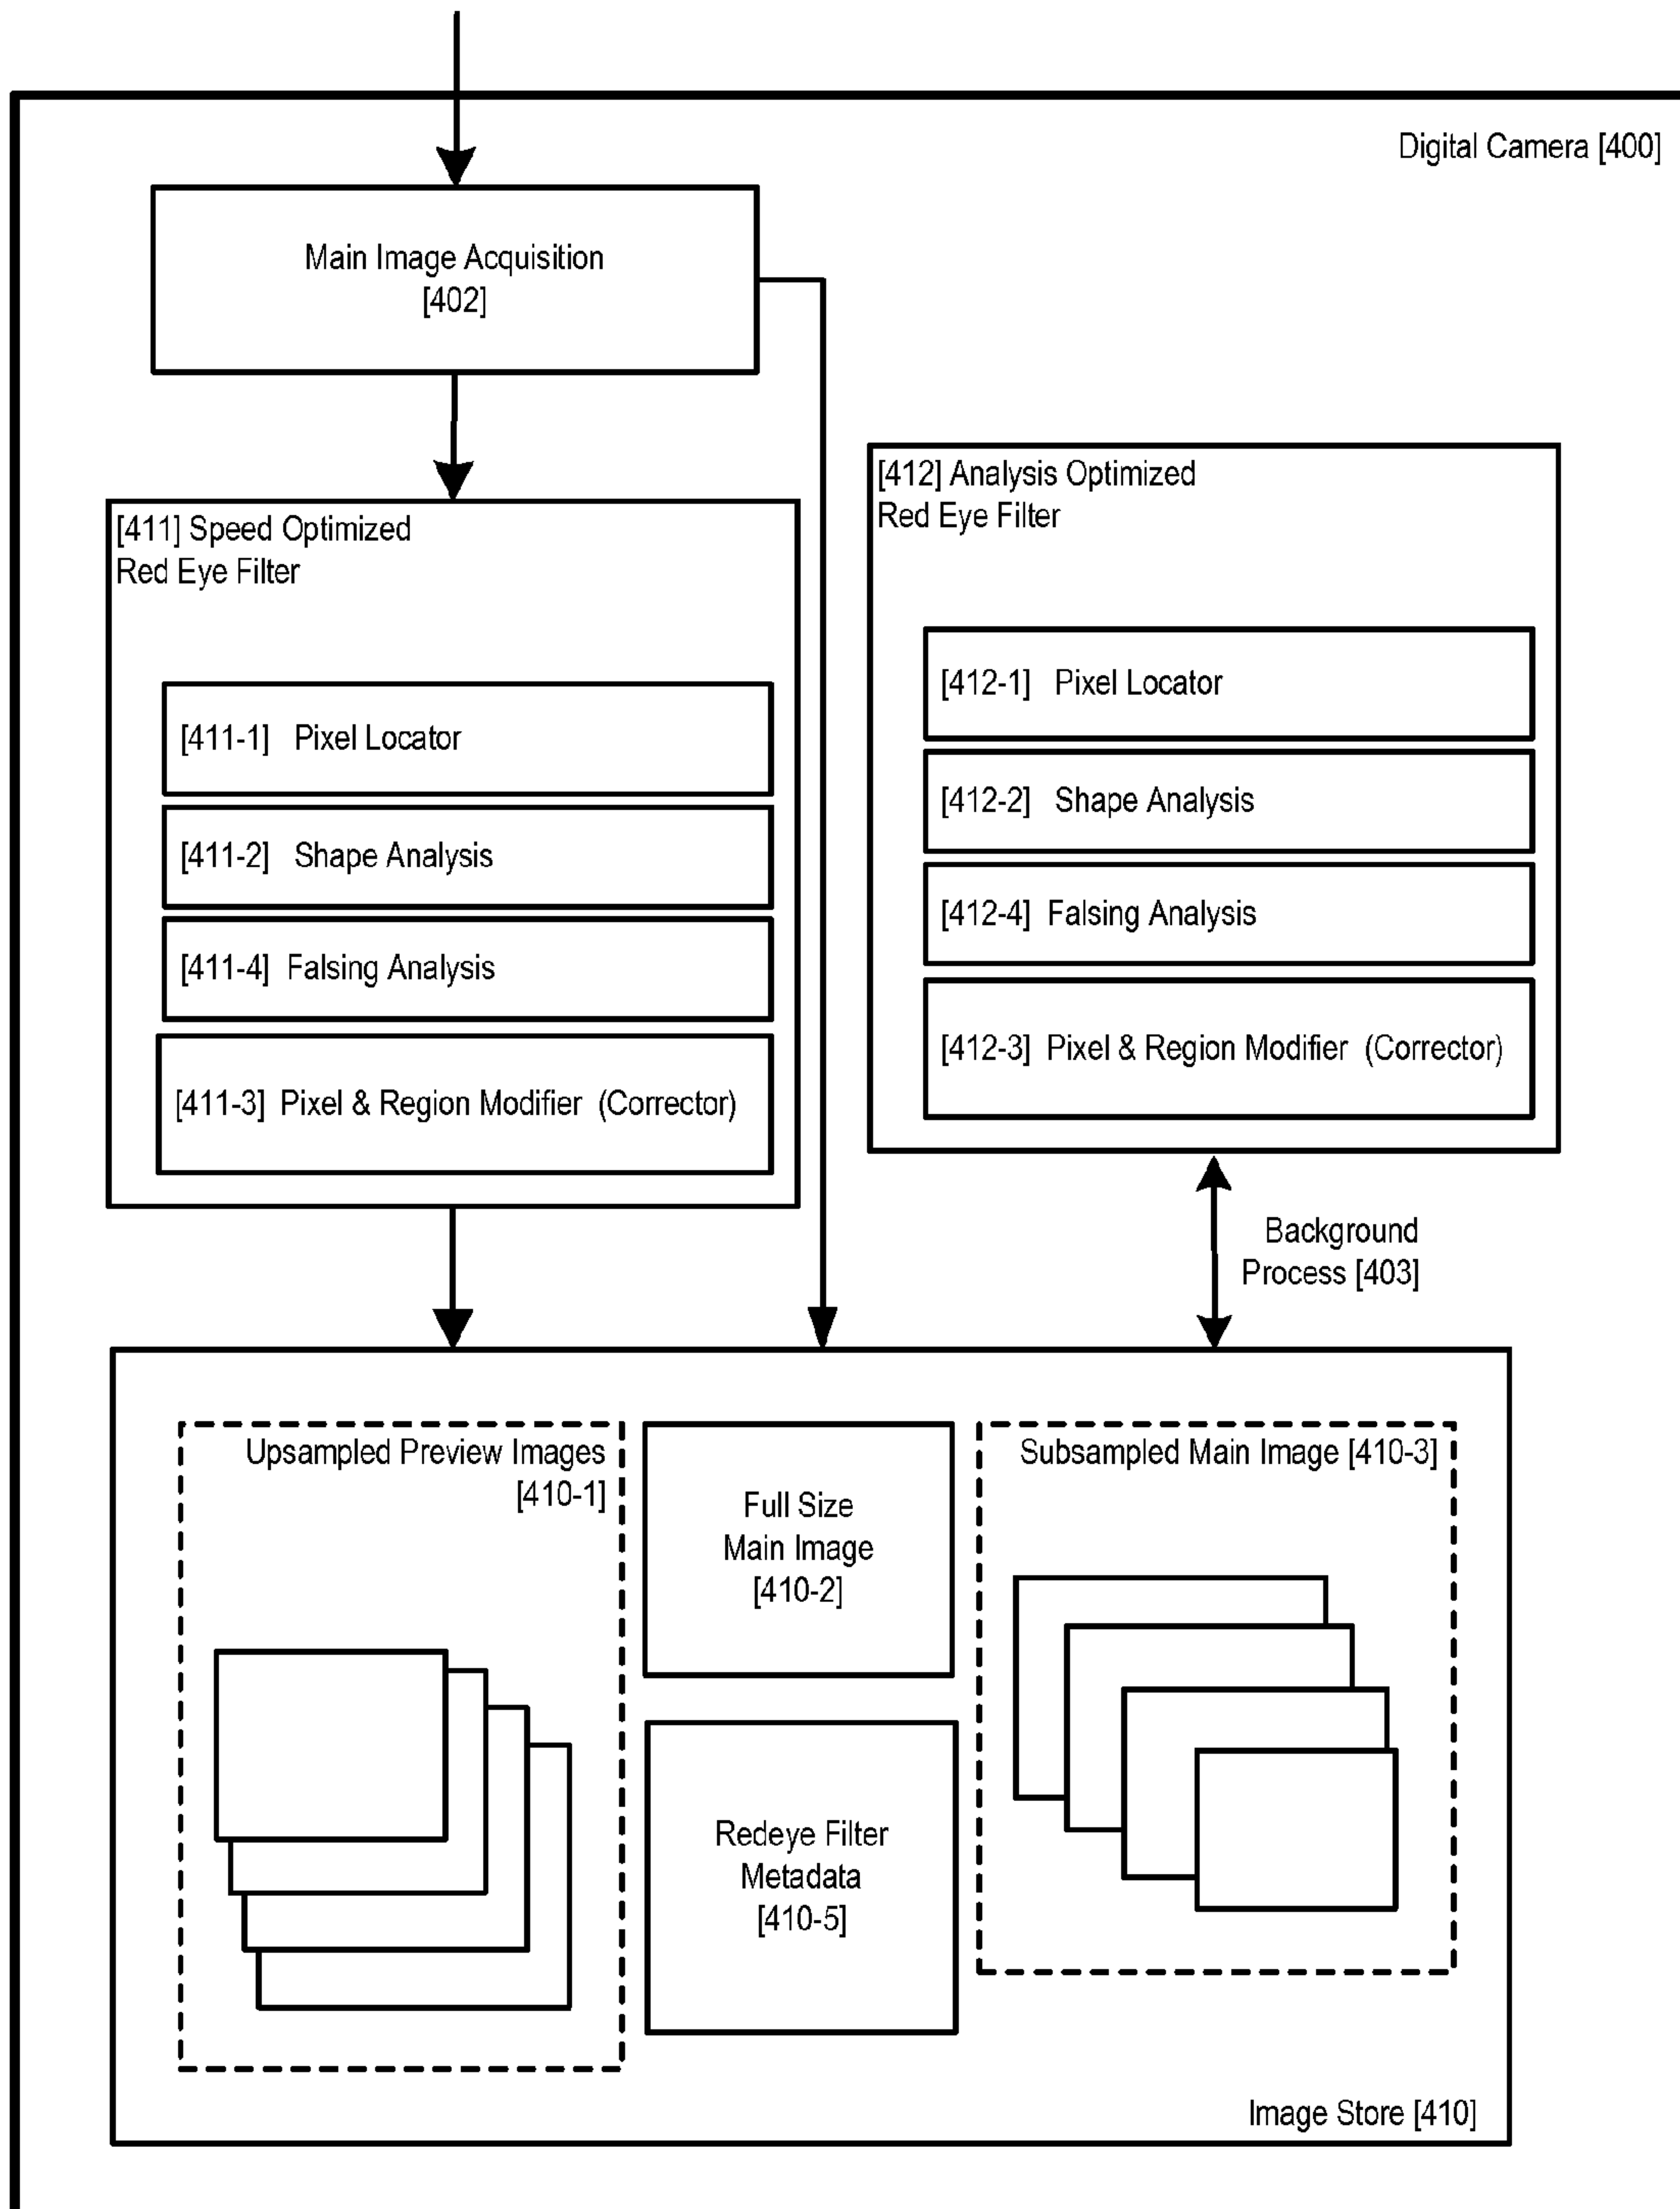 Digital Camera [400]
Main Image Acquisition
[402]
[411] Speed Optimized
Red Eye Filter
[411-1] Pixel Locator
[411-2] Shape Analysis
[411-4] Falsing Analysis
[411-3] Pixel & Region Modifier (Corrector)
[412] Analysis Optimized
Red Eye Filter
[412-1] Pixel Locator
[412-2] Shape Analysis
[412-4] Falsing Analysis
[412-3] Pixel & Region Modifier (Corrector)
Background
Process [403]
Upsampled Preview Images
[410-1]
Full Size
Main Image
[410-2]
Subsampled Main Image [410-3]
Redeye Filter
Metadata
[410-5]
Image Store [410]